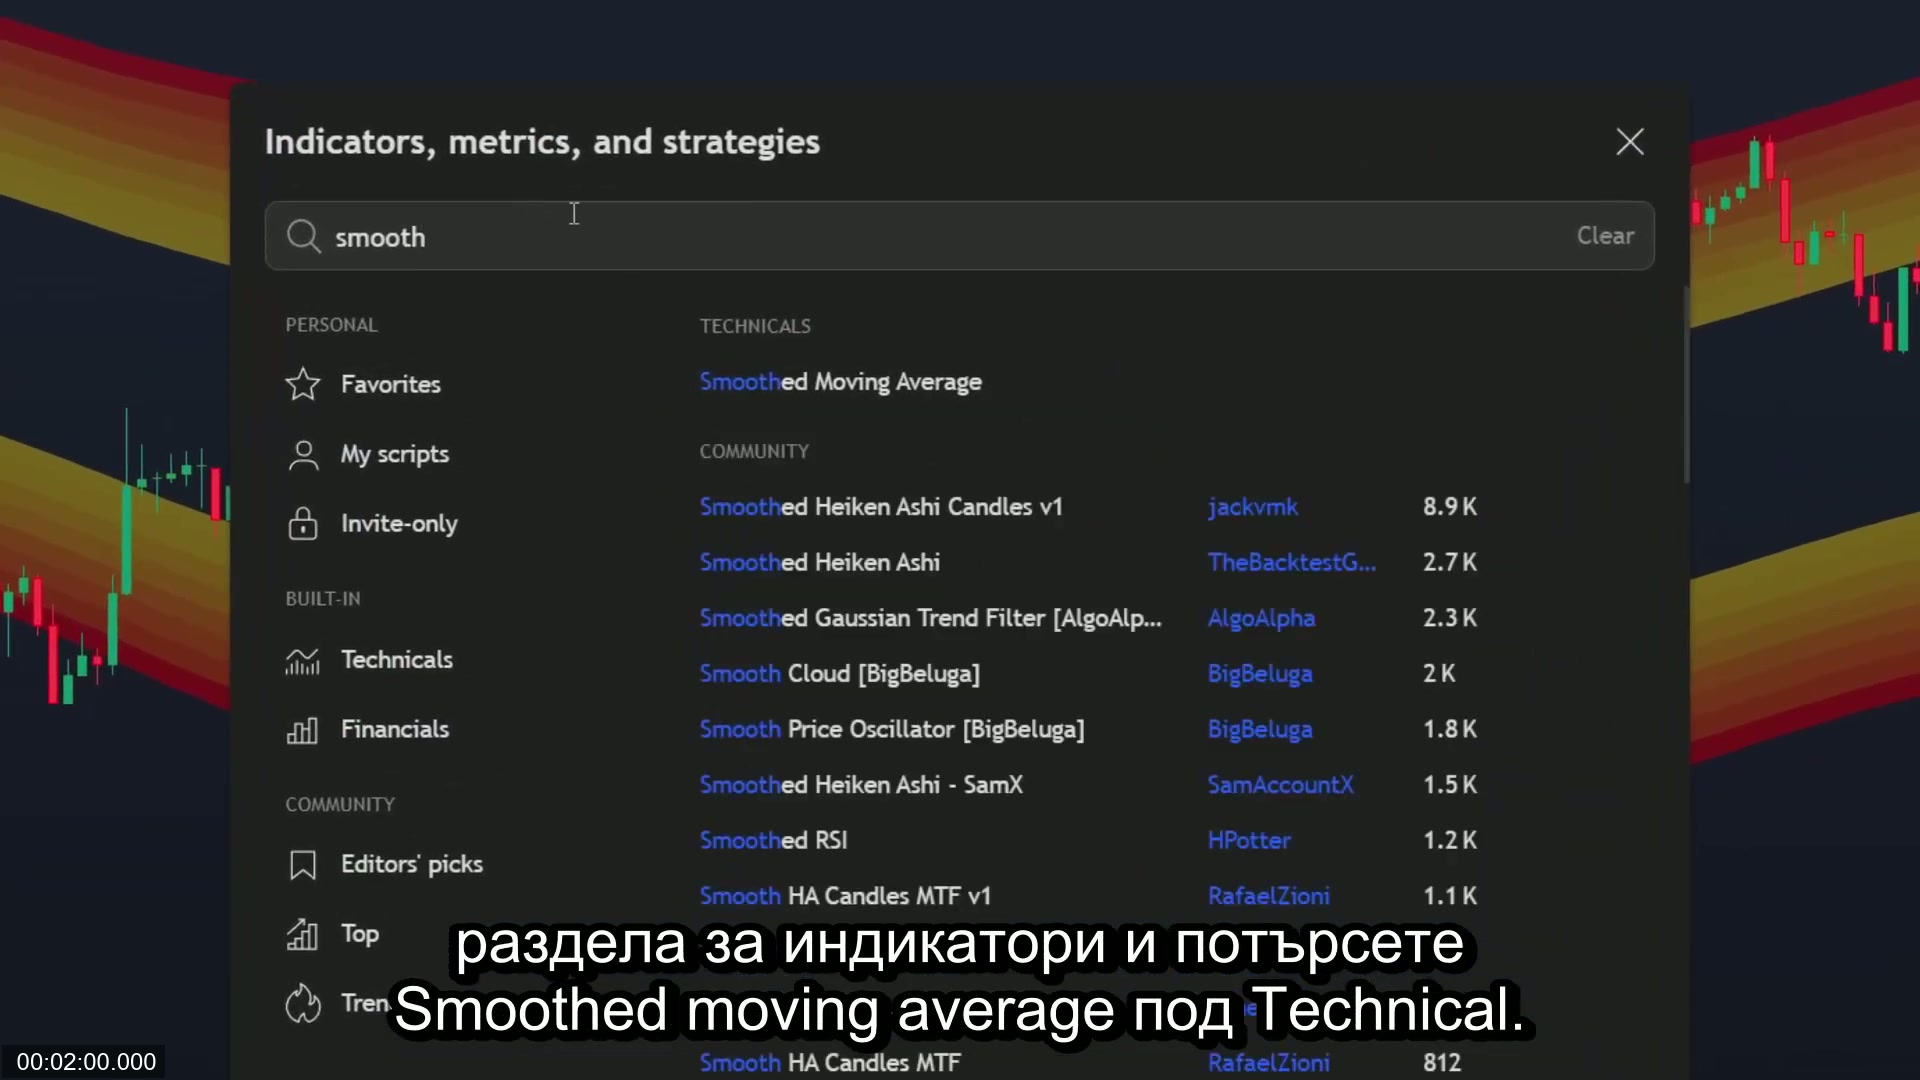 Indicators, metrics, and strategies
smooth
Clear
PERSONAL
Favorites
My scripts
Invite-only
BUILT-IN
Technicals
Financials
COMMUNITY
Editors' picks
Top
TECHNICALS
Smoothed Moving Average
COMMUNITY
Smoothed Heiken Ashi Candles v1 jackvmk 8.9 K
Smoothed Heiken Ashi TheBacktestG... 2.7 K
Smoothed Gaussian Trend Filter [AlgoAlp... AlgoAlpha 2.3 K
Smooth Cloud [BigBeluga] BigBeluga 2 K
Smooth Price Oscillator [BigBeluga] BigBeluga 1.8 K
Smoothed Heiken Ashi - SamX SamAccountX 1.5 K
Smoothed RSI HPotter 1.2 K
Smooth HA Candles MTF v1 RafaelZioni 1.1 K
Smooth HA Candles MTF RafaelZioni 812
раздела за индикатори и потърсете
Smoothed moving average под Technical.
00:02:00.000